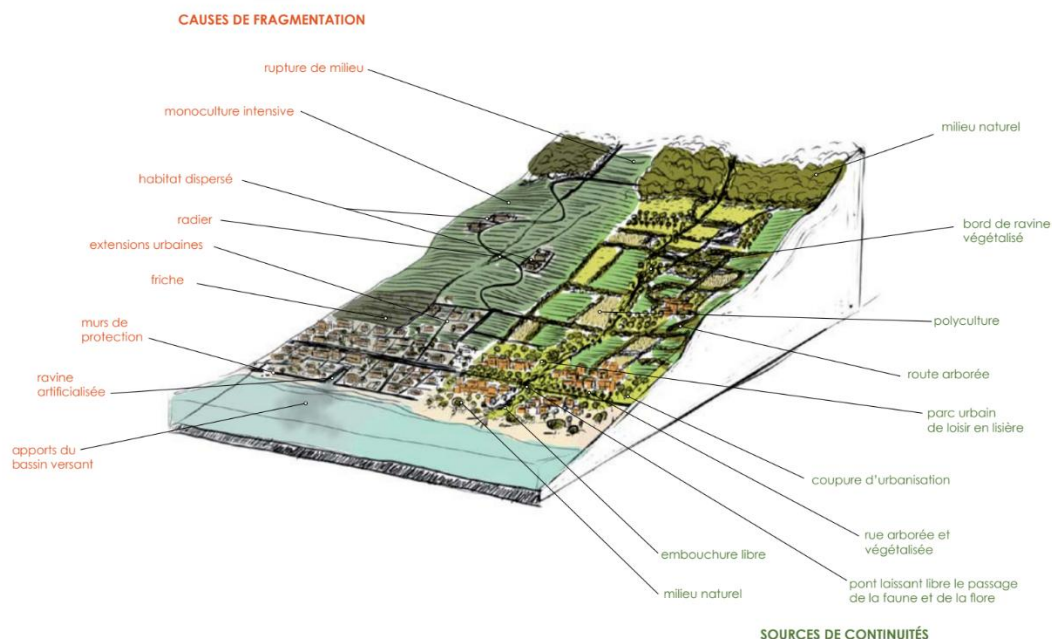 CAUSES DE FRAGMENTATION
rupture de milieu
monoculture intensive
habitat dispersé
radier
extensions urbaines
friche
murs de
protection
ravine
artificialisée
apports du
bassin versant
milieu naturel
bord de ravine
végétalisé
polyculture
route arborée
parc urbain
de loisir en lisière
coupure d'urbanisation
rue arborée et
végétalisée
pont laissant libre le passage
de la faune et de la flore
embouchure libre
milieu naturel
SOURCES DE CONTINUITÉS